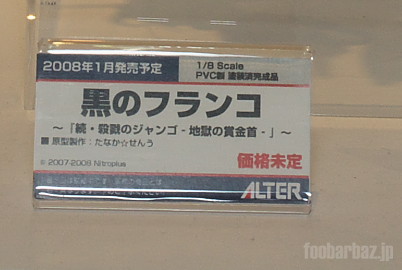 2008年1月発売予定
1/8 Scale
PVC製 塗装済完成品
黒のフランコ
～「続・殺戮のジャンゴ - 地獄の賞金首 - 」～
■ 原型製作：たなか☆せんう
© 2007-2008 Nitroplus
価格未定
ALTER
foobarbaz.jp